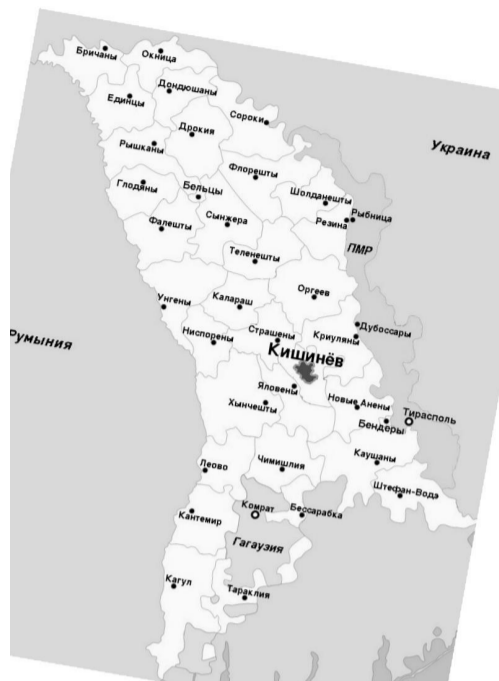 Бричаны
Окница
Дондюшаны
Единцы
Сороки
Дрокия
Рышканы
Украина
Флорешты
Глодяны
Бельцы
Шолданешты
Рыбница
Резина
Сынжера
Фалешты
ПМР
Теленешты
Оргеев
Унгены
Калараш
Дубоссары
Страшены
Криуляны
Ниспорены
Румыния
Кишинёв
Яловены
Новые Анены
Хынчешты
Тирасполь
Бендеры
Каушаны
Леово
Чимишлия
Штефан-Водэ
Комрат
Бессарабка
Кантемир
Гагаузия
Кагул
Тараклия